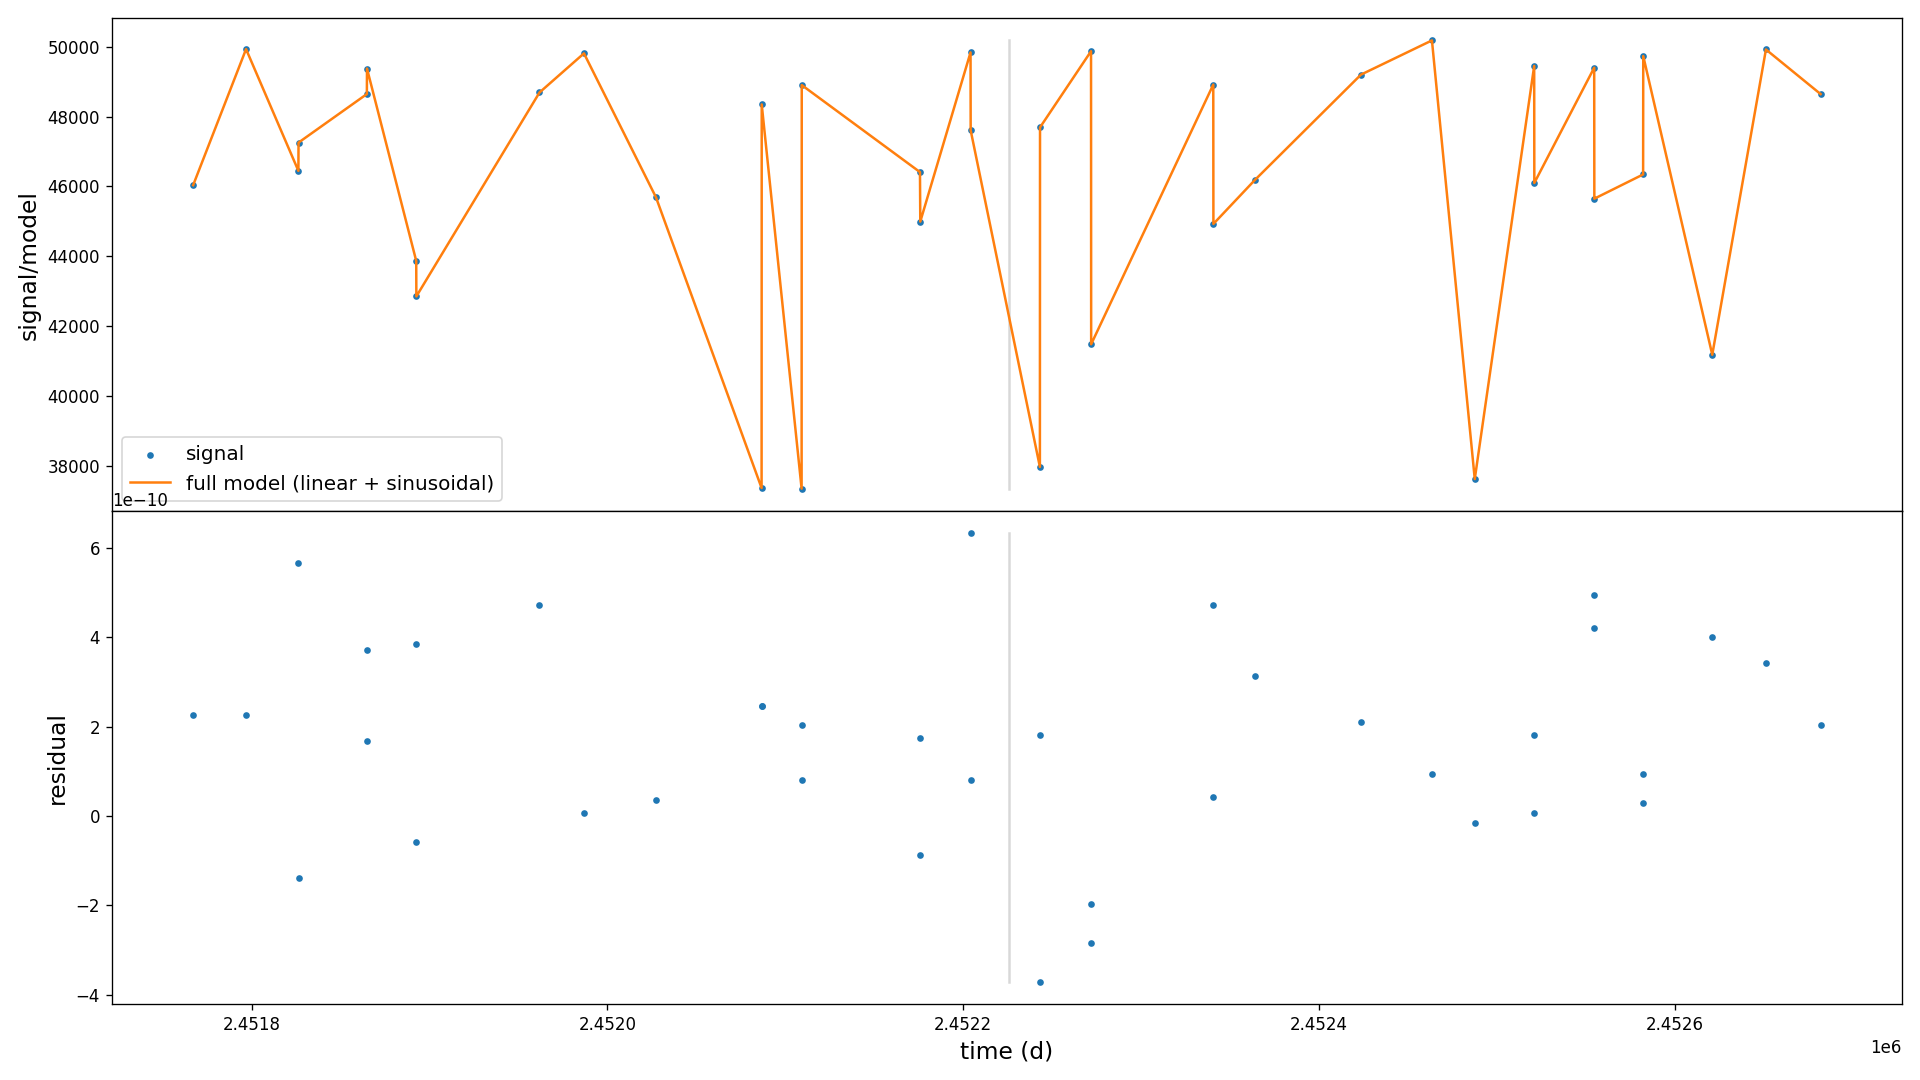 50000
48000
46000
44000
42000
40000
38000
signal/model
signal
full model (linear + sinusoidal)
1e−10
6
4
2
0
−2
−4
residual
2.4518
2.4520
2.4522
2.4524
2.4526
time (d)
1e6